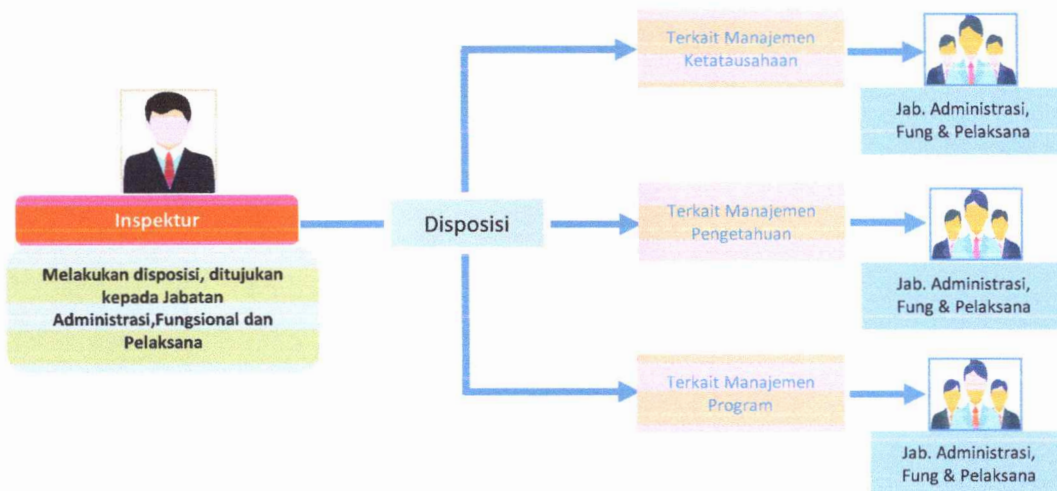 Terkait Manajemen
Ketatausahaan
Jab. Administrasi,
Fung & Pelaksana
Inspektur
Melakukan disposisi, ditujukan
kepada Jabatan
Administrasi,Fungsional dan
Pelaksana
Disposisi
Terkait Manajemen
Pengetahuan
Jab. Administrasi,
Fung & Pelaksana
Terkait Manajemen
Program
Jab. Administrasi,
Fung & Pelaksana